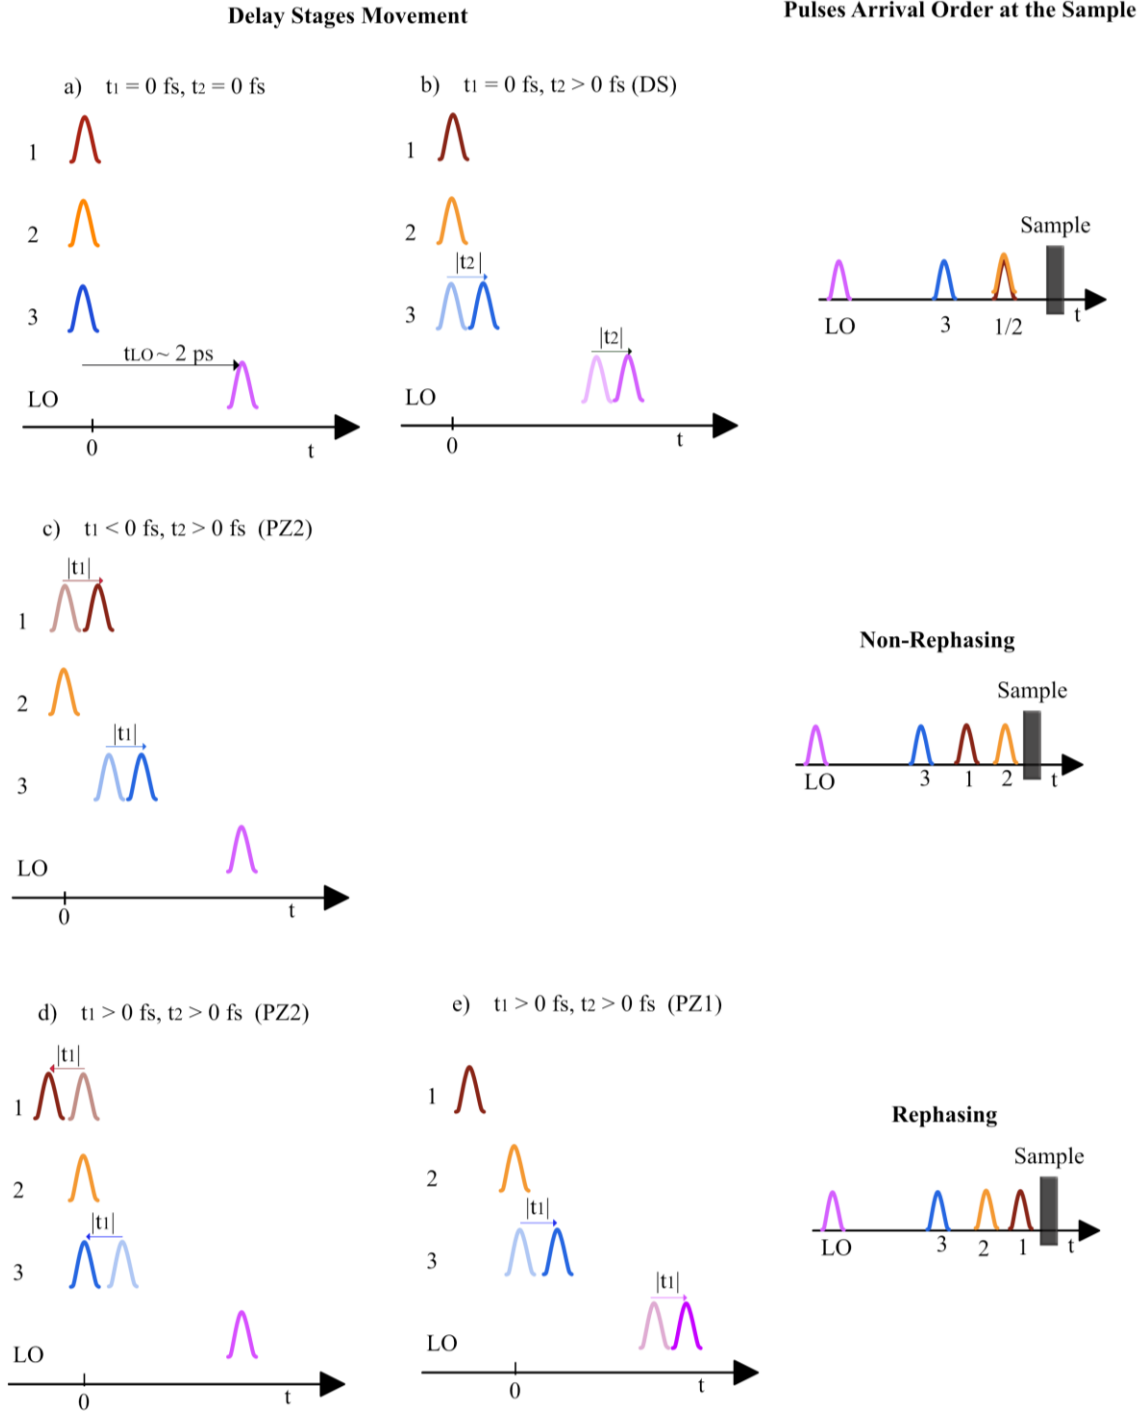 Delay Stages Movement
Pulses Arrival Order at the Sample
a) t1 = 0 fs, t2 = 0 fs
1
2
3
tLO ~ 2 ps
LO
0
t
b) t1 = 0 fs, t2 > 0 fs (DS)
1
2
|t2|
3
|t2|
LO
0
t
Sample
LO
3
1/2
t
c) t1 < 0 fs, t2 > 0 fs (PZ2)
|t1|
1
2
|t1|
3
LO
0
t
Non-Rephasing
Sample
LO
3
1
2
t
d) t1 > 0 fs, t2 > 0 fs (PZ2)
|t1|
1
2
|t1|
3
LO
0
t
e) t1 > 0 fs, t2 > 0 fs (PZ1)
1
2
|t1|
3
|t1|
LO
0
t
Rephasing
Sample
LO
3
2
1
t